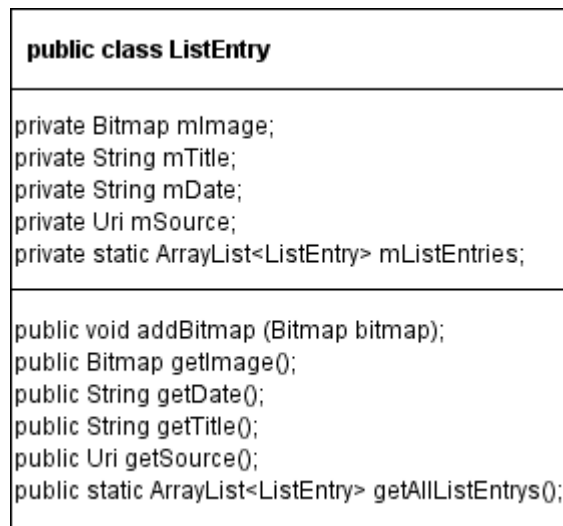 public class ListEntry
private Bitmap mImage;
private String mTitle;
private String mDate;
private Uri mSource;
private static ArrayList<ListEntry> mListEntries;
public void addBitmap (Bitmap bitmap);
public Bitmap getImage();
public String getDate();
public String getTitle();
public Uri getSource();
public static ArrayList<ListEntry> getAllListEntrys();